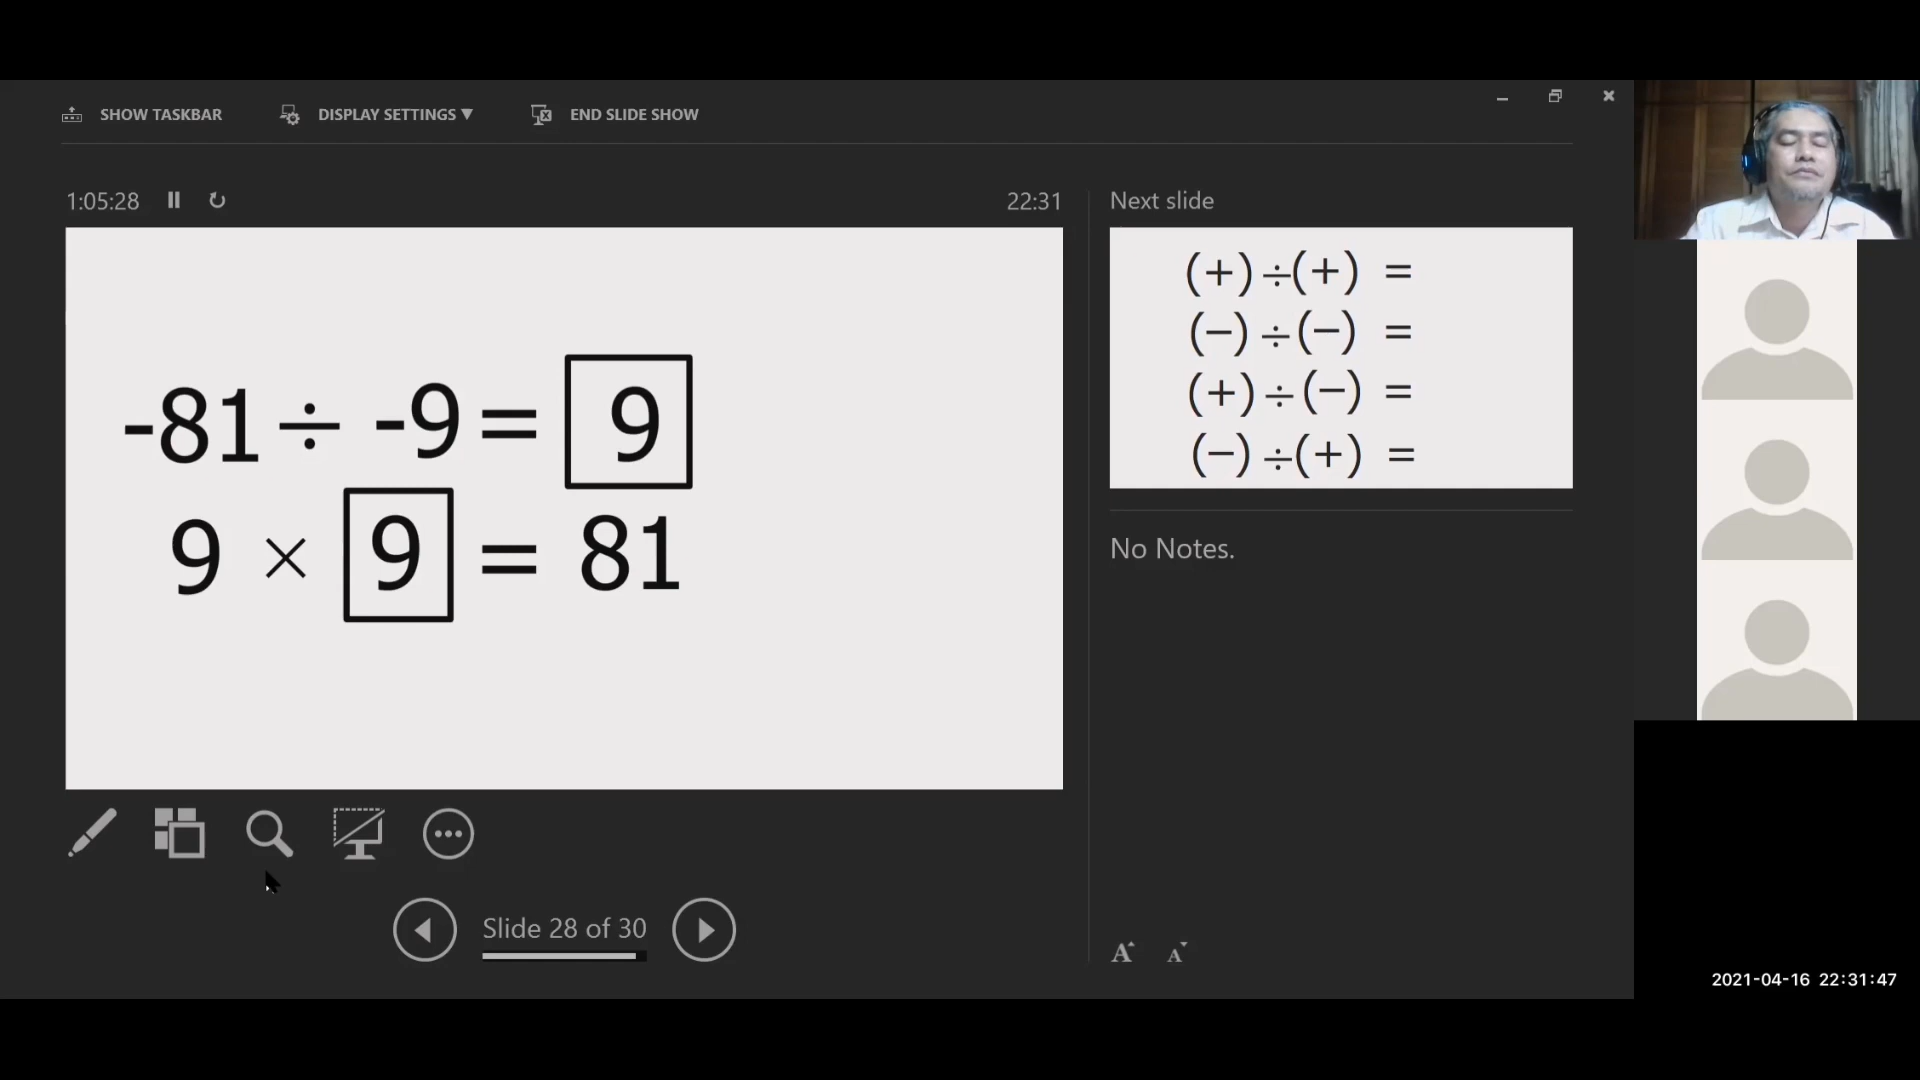 SHOW TASKBAR DISPLAY SETTINGS ▼ END SLIDE SHOW
1:05:28 22:31
-81 ÷ -9 = 9
9 × 9 = 81
Next slide
(+) ÷ (+) =
(−) ÷ (−) =
(+) ÷ (−) =
(−) ÷ (+) =
No Notes.
Slide 28 of 30
A A
2021-04-16 22:31:47